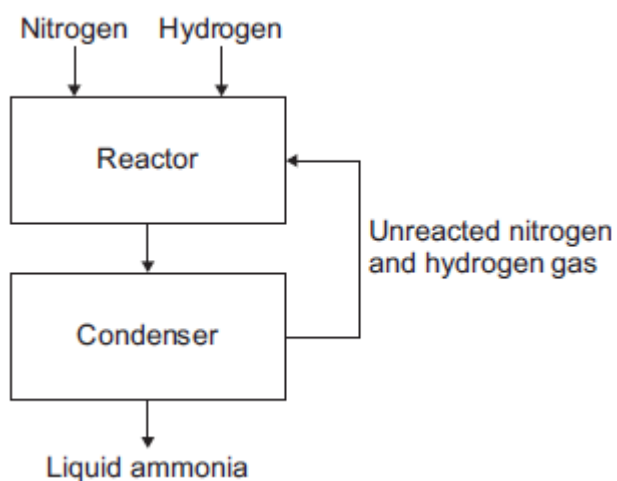 Nitrogen Hydrogen
Reactor
Unreacted nitrogen
and hydrogen gas
Condenser
Liquid ammonia